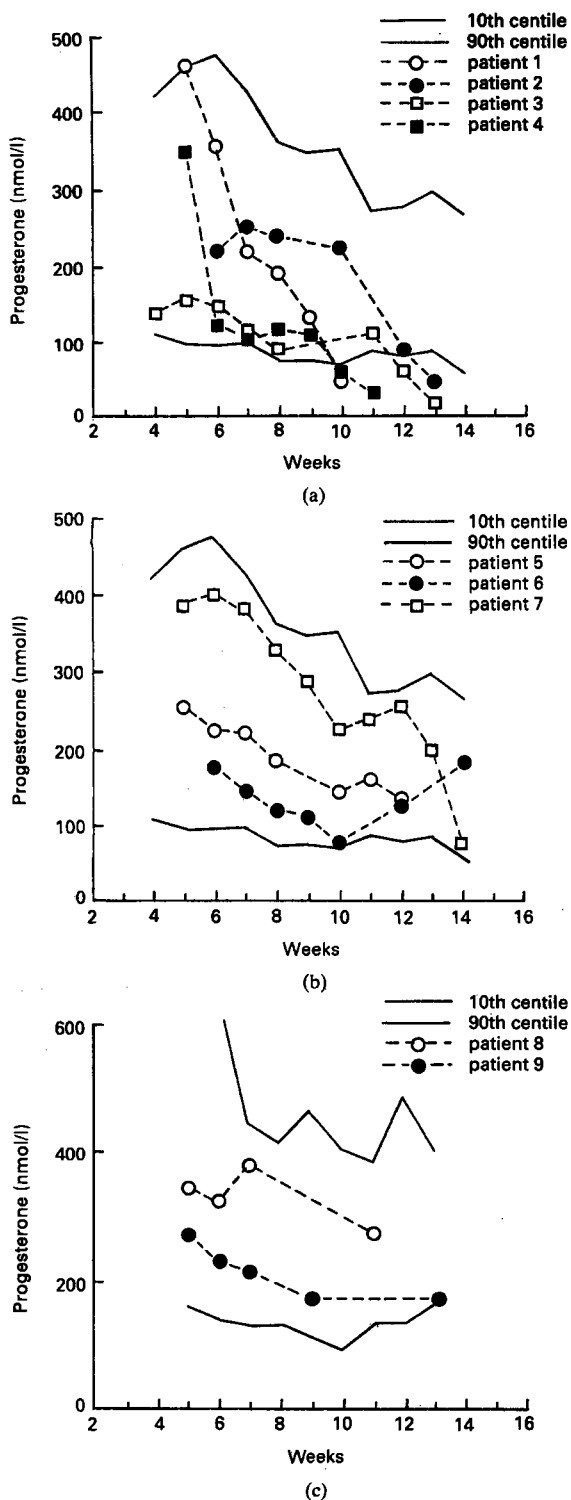 10th centile
90th centile
patient 1
patient 2
patient 3
patient 4
500
400
300
200
100
0
Progesterone (nmol/l)
2 4 6 8 10 12 14 16
Weeks
(a)
10th centile
90th centile
patient 5
patient 6
patient 7
500
400
300
200
100
0
Progesterone (nmol/l)
2 4 6 8 10 12 14 16
Weeks
(b)
10th centile
90th centile
patient 8
patient 9
600
400
200
0
Progesterone (nmol/l)
2 4 6 8 10 12 14 16
Weeks
(c)